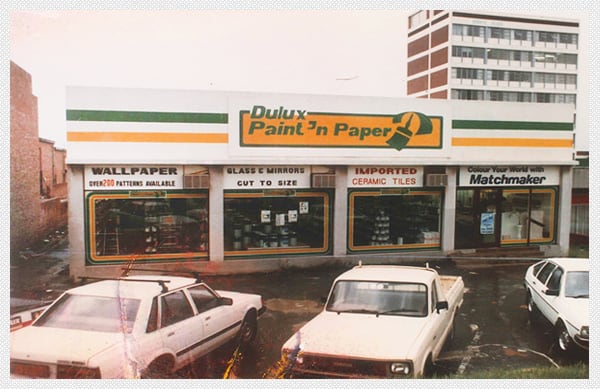 Dulux
Paint 'n Paper
WALLPAPER
OVER 200 PATTERNS AVAILABLE
GLASS & MIRRORS
CUT TO SIZE
IMPORTED
CERAMIC TILES
Colour Your World with
Matchmaker